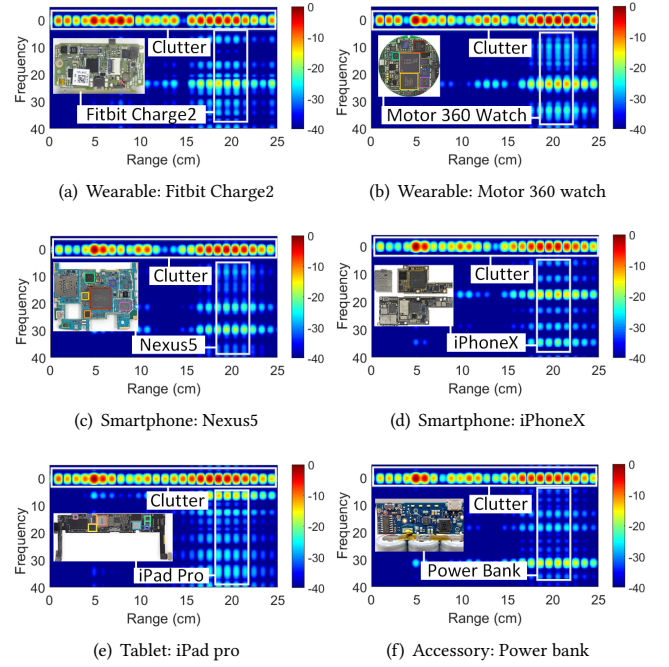 0 0
0 0
Clutter Clutter
Frequency 10 -10 Frequency 10 -10
20 -20 20 -20
30 -30 30 -30
Fitbit Charge2 Motor 360 Watch
40 -40 40 -40
0 5 10 15 20 25 0 5 10 15 20 25
Range (cm) Range (cm)
(a) Wearable: Fitbit Charge2 (b) Wearable: Motor 360 watch
0 0
0 0
Clutter Clutter
Frequency 10 -10 Frequency 10 -10
20 -20 20 -20
30 -30 30 -30
Nexus5 iPhoneX
40 -40 40 -40
0 5 10 15 20 25 0 5 10 15 20 25
Range (cm) Range (cm)
(c) Smartphone: Nexus5 (d) Smartphone: iPhoneX
0 0
0 0
Clutter Clutter
Frequency 10 -10 Frequency 10 -10
20 -20 20 -20
30 -30 30 -30
iPad Pro Power Bank
40 -40 40 -40
0 5 10 15 20 25 0 5 10 15 20 25
Range (cm) Range (cm)
(e) Tablet: iPad pro (f) Accessory: Power bank